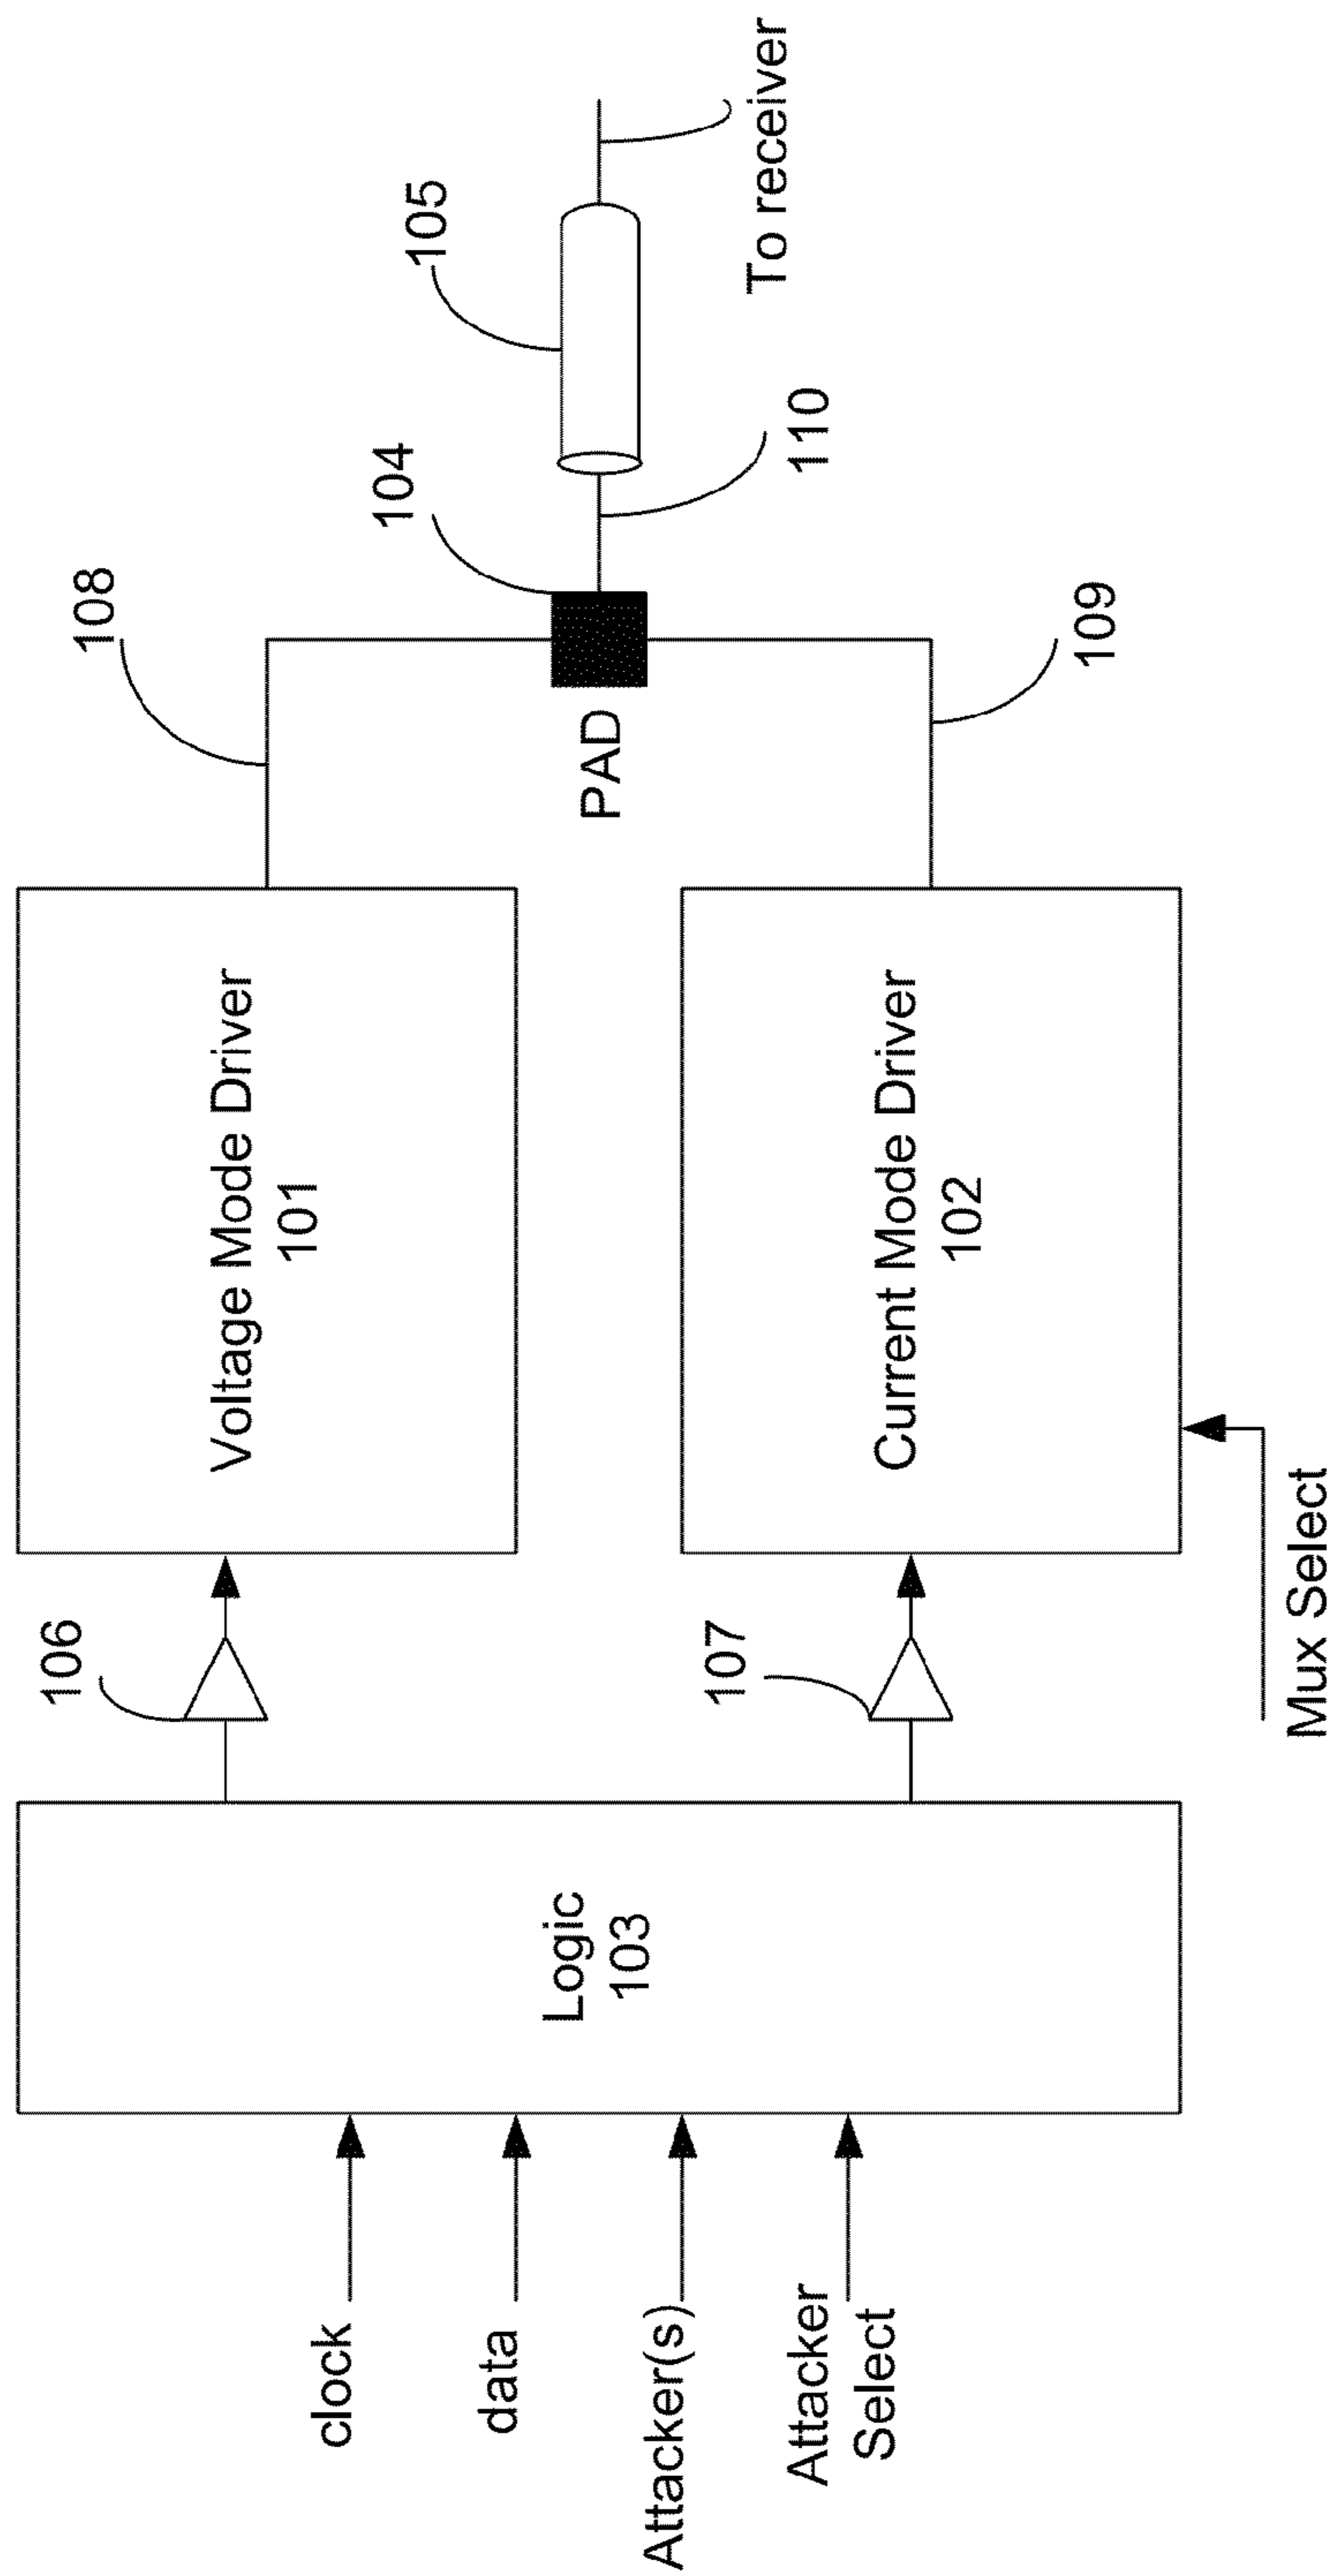 clock
data
Attacker(s)
Attacker
Select
Logic
103
106
107
Voltage Mode Driver
101
Current Mode Driver
102
Mux Select
108
109
PAD
104
110
105
To receiver